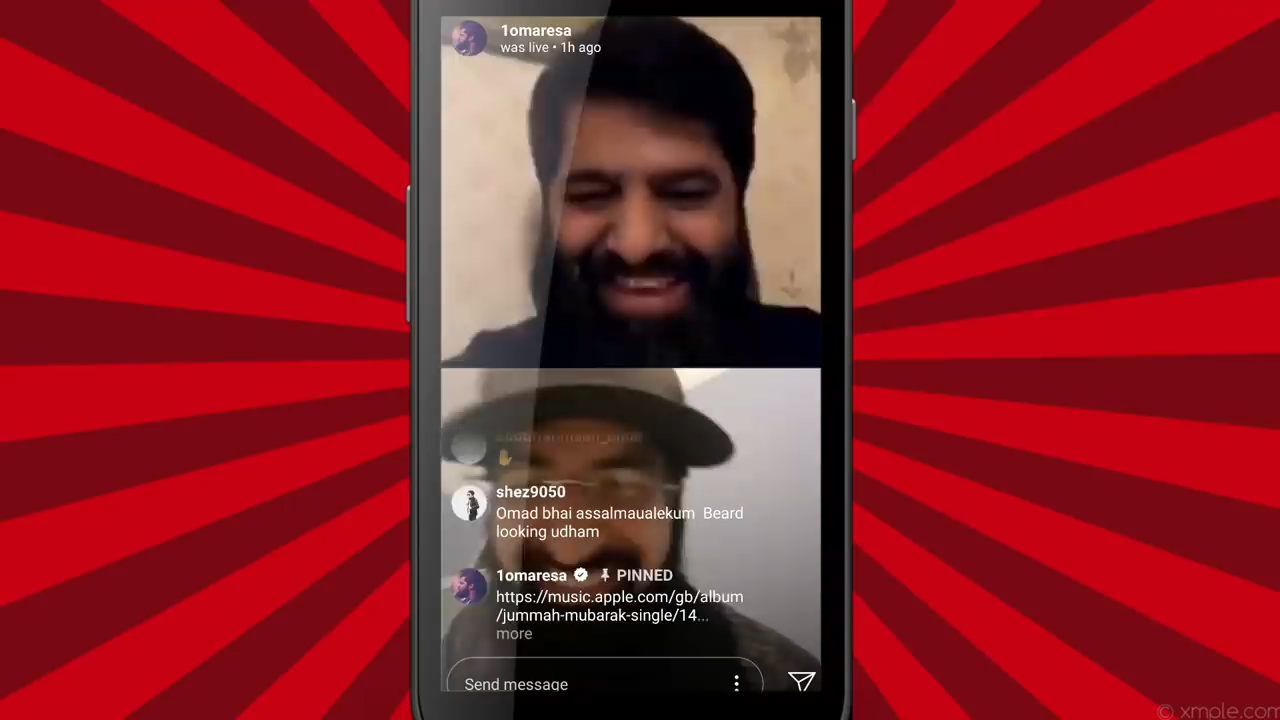 1omaresa
was live • 1h ago
shez9050
Omad bhai assalmaualekum Beard
looking udham
1omaresa PINNED
https://music.apple.com/gb/album
/jummah-mubarak-single/14...
more
Send message
© xmple.com